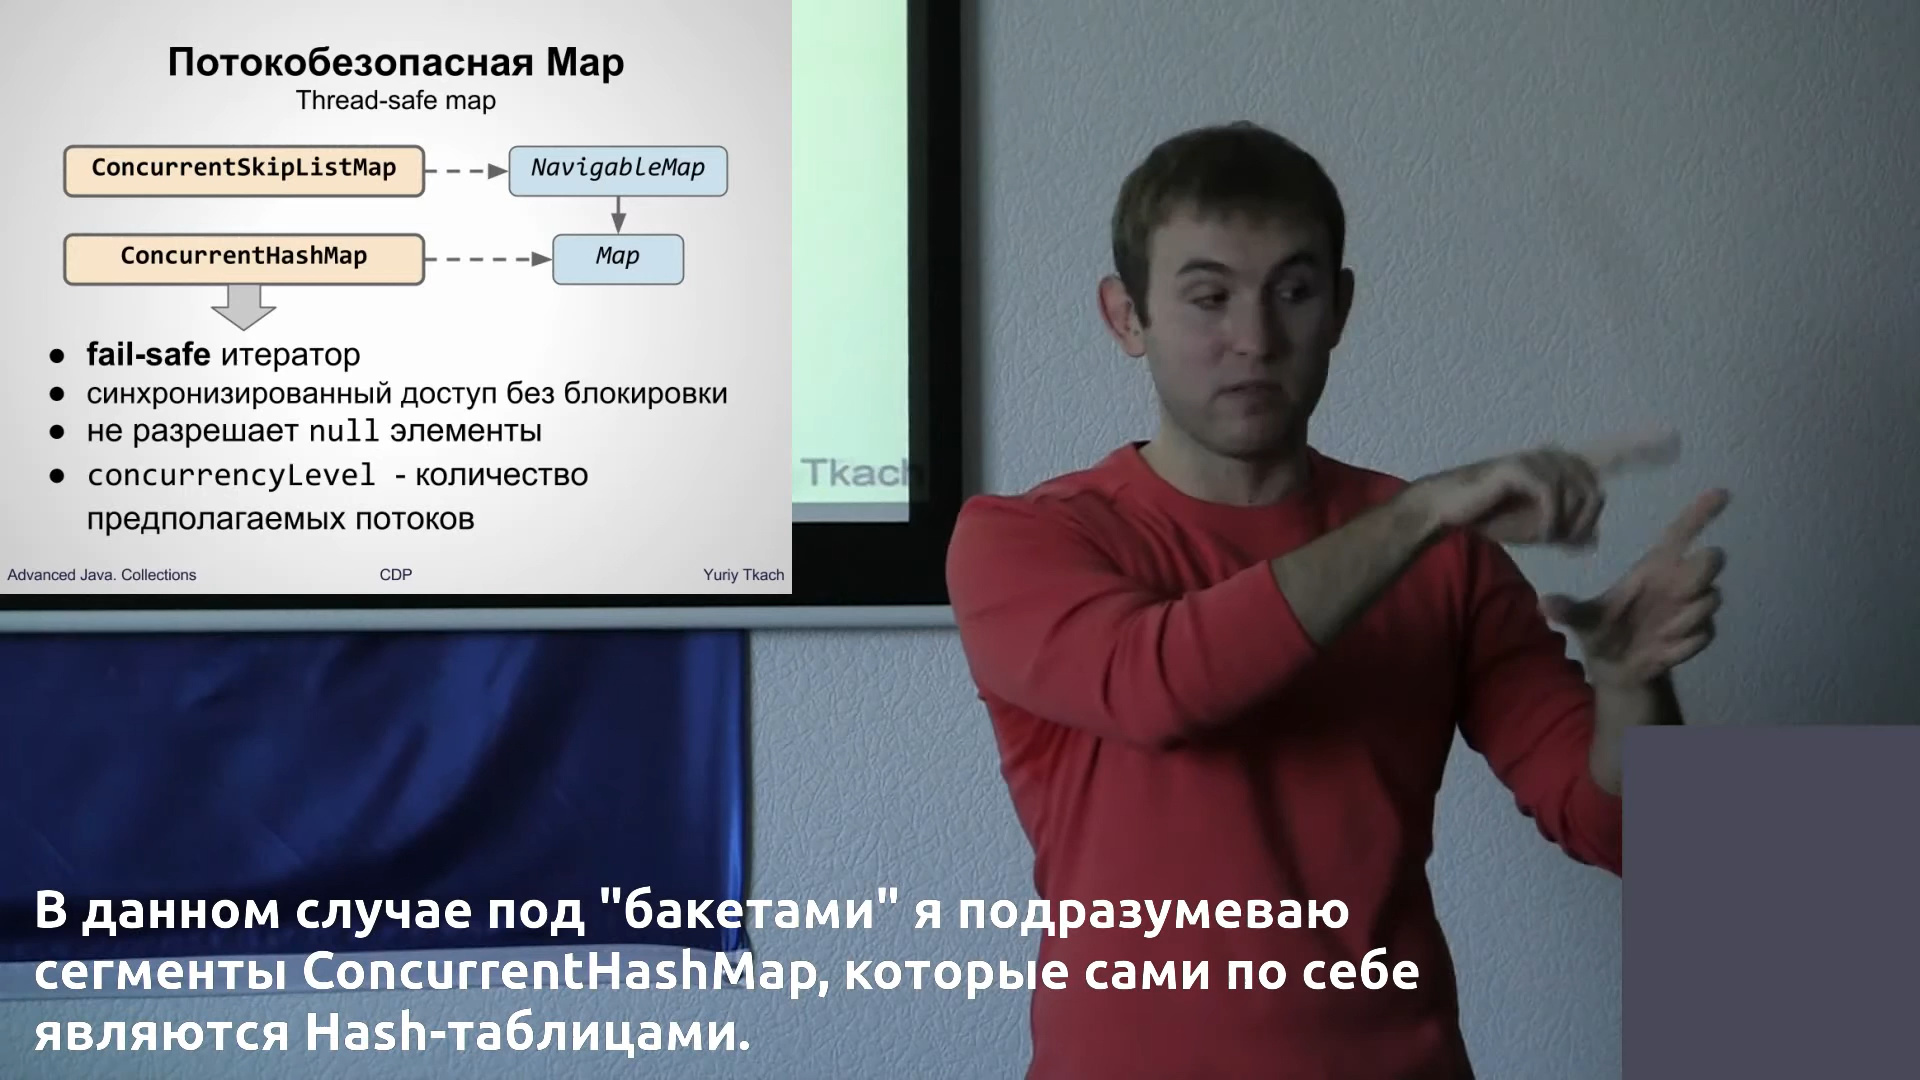 Потокобезопасная Map
Thread-safe map
ConcurrentSkipListMap
NavigableMap
ConcurrentHashMap
Map
● fail-safe итератор
● синхронизированный доступ без блокировки
● не разрешает null элементы
● concurrencyLevel - количество
предполагаемых потоков
Advanced Java. Collections
CDP
Yuriy Tkach
Tkach
В данном случае под "бакетами" я подразумеваю
сегменты ConcurrentHashMap, которые сами по себе
являются Hash-таблицами.